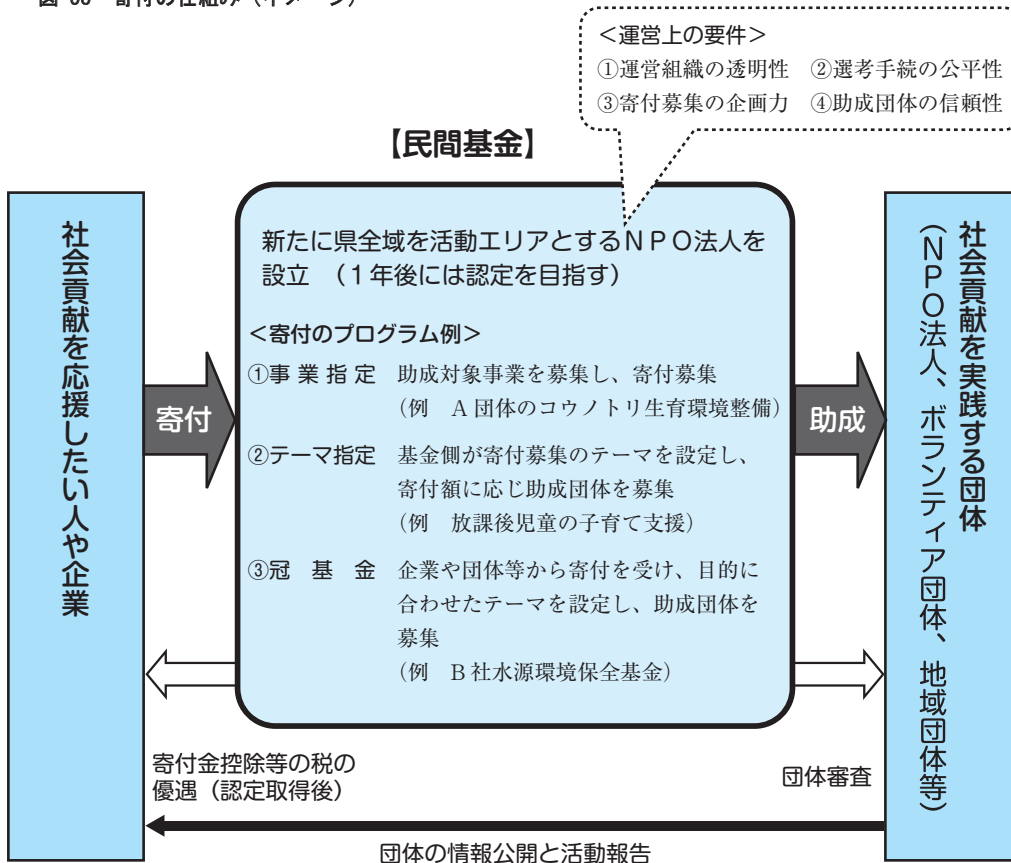 寄付の仕組み（イメージ）
＜運営上の要件＞
①運営組織の透明性　②選考手続の公平性
③寄付募集の企画力　④助成団体の信頼性
【民間基金】
社会貢献を応援したい人や企業
寄付
新たに県全域を活動エリアとするＮＰＯ法人を
設立　（１年後には認定を目指す）
＜寄付のプログラム例＞
①事業指定　助成対象事業を募集し、寄付募集
（例　Ａ団体のコウノトリ生育環境整備）
②テーマ指定　基金側が寄付募集のテーマを設定し、
寄付額に応じ助成団体を募集
（例　放課後児童の子育て支援）
③冠基金　企業や団体等から寄付を受け、目的に
合わせたテーマを設定し、助成団体を
募集
（例　Ｂ社水源環境保全基金）
助成
社会貢献を実践する団体
（ＮＰＯ法人、ボランティア団体、地域団体等）
寄付金控除等の税の
優遇（認定取得後）
団体審査
団体の情報公開と活動報告